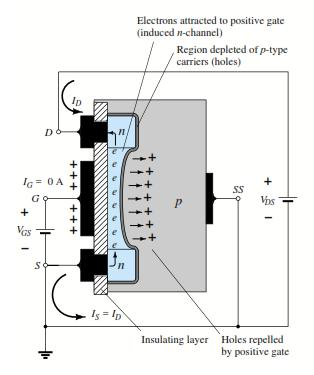 Electrons attracted to positive gate
(induced n-channel)
Region depleted of p-type
carriers (holes)
I_D
D
n
e
+
+
e
+
+
I_G = 0 A
+
e
+
G
+
e
+
p
SS
+
V_DS
+
+
e
+
−
V_GS
+
e
+
−
e
+
e
S
n
I_S = I_D
Insulating layer
Holes repelled
by positive gate